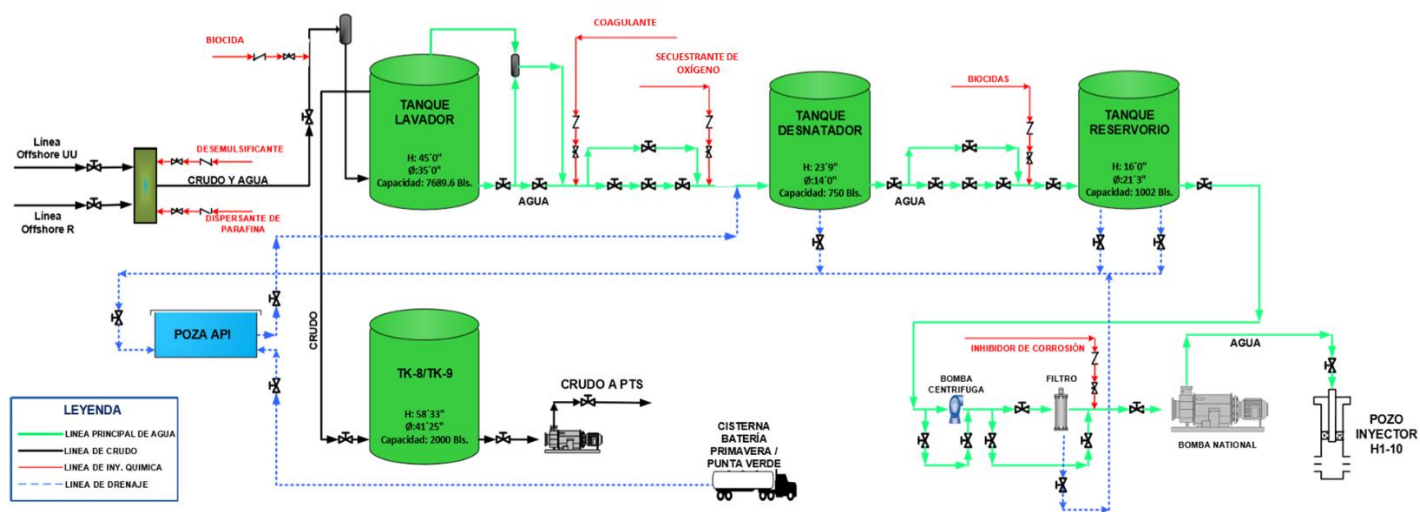 BIOCIDA
COAGULANTE
SECUESTRANTE DE
OXÍGENO
BIOCIDAS
Línea
Offshore UU
DESEMULSIFICANTE
CRUDO Y AGUA
Línea
Offshore R
DISPERSANTE DE
PARAFINA
TANQUE
LAVADOR
H: 45´0"
Ø:35´0"
Capacidad: 7689.6 Bls.
AGUA
TANQUE
DESNATADOR
H: 23´9"
Ø:14´0"
Capacidad: 750 Bls.
AGUA
TANQUE
RESERVORIO
H: 16´0"
Ø:21´3"
Capacidad: 1002 Bls.
POZA API
CRUDO
TK-8/TK-9
H: 58´33"
Ø:41´25"
Capacidad: 2000 Bls.
CRUDO A PTS
CISTERNA
BATERÍA
PRIMAVERA /
PUNTA VERDE
INHIBIDOR DE CORROSIÓN
BOMBA
CENTRIFUGA
FILTRO
AGUA
BOMBA NATIONAL
POZO
INYECTOR
H1-10
LEYENDA
LINEA PRINCIPAL DE AGUA
LINEA DE CRUDO
LINEA DE INY. QUIMICA
LINEA DE DRENAJE